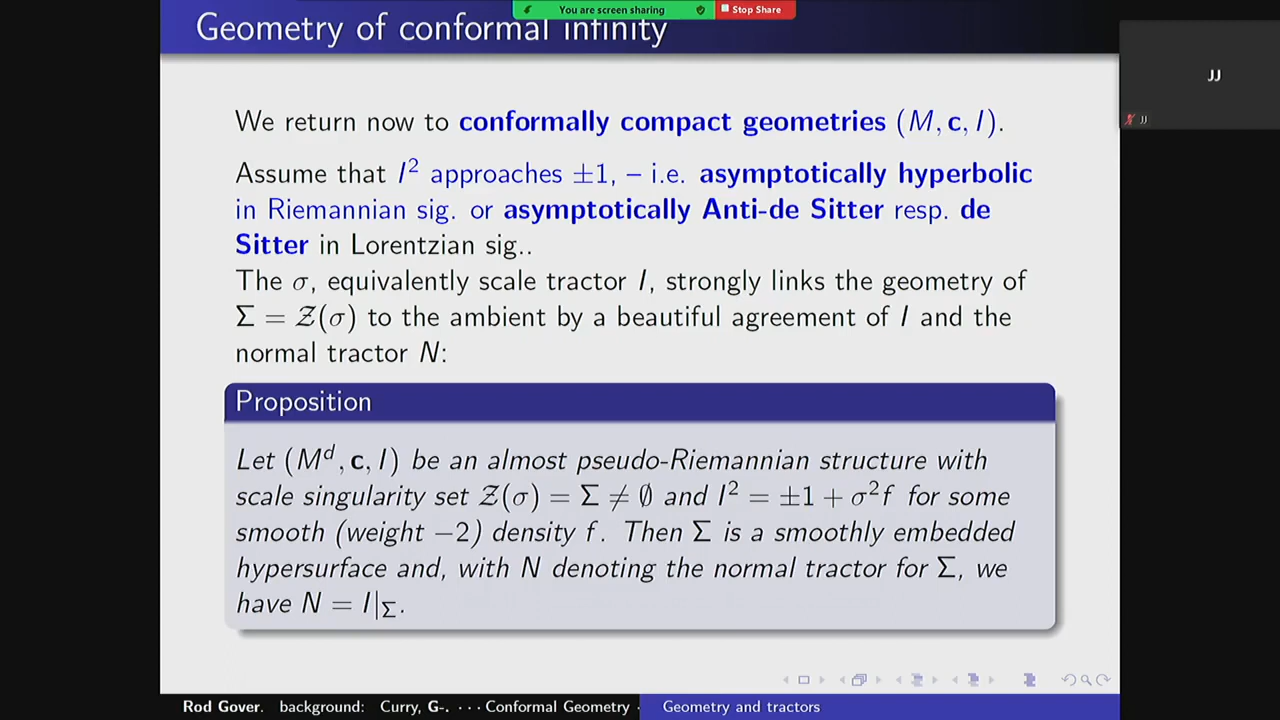 You are screen sharing
Stop Share
Geometry of conformal infinity
JJ
JJ
We return now to conformally compact geometries (M, c, I).
Assume that I² approaches ±1, – i.e. asymptotically hyperbolic
in Riemannian sig. or asymptotically Anti-de Sitter resp. de
Sitter in Lorentzian sig..
The σ, equivalently scale tractor I, strongly links the geometry of
Σ = 𝒵(σ) to the ambient by a beautiful agreement of I and the
normal tractor N:
Proposition
Let (Mᵈ, c, I) be an almost pseudo-Riemannian structure with
scale singularity set 𝒵(σ) = Σ ≠ ∅ and I² = ±1 + σ²f for some
smooth (weight −2) density f. Then Σ is a smoothly embedded
hypersurface and, with N denoting the normal tractor for Σ, we
have N = I|_Σ.
Rod Gover. background: Curry, G-. · · · Conformal Geometry · Geometry and tractors